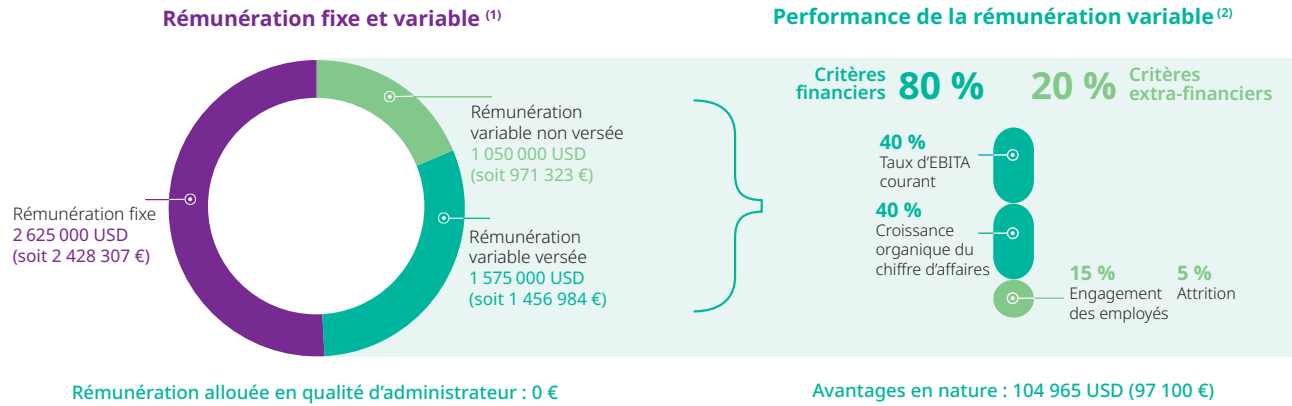 Rémunération fixe et variable (1)
Rémunération
variable non versée
1 050 000 USD
(soit 971 323 €)
Rémunération fixe
2 625 000 USD
(soit 2 428 307 €)
Rémunération
variable versée
1 575 000 USD
(soit 1 456 984 €)
Rémunération allouée en qualité d’administrateur : 0 €
Performance de la rémunération variable (2)
Critères
financiers
80 %
20 %
Critères
extra-financiers
40 %
Taux d’EBITA
courant
40 %
Croissance
organique du
chiffre d’affaires
15 %
Engagement
des employés
5 %
Attrition
Avantages en nature : 104 965 USD (97 100 €)